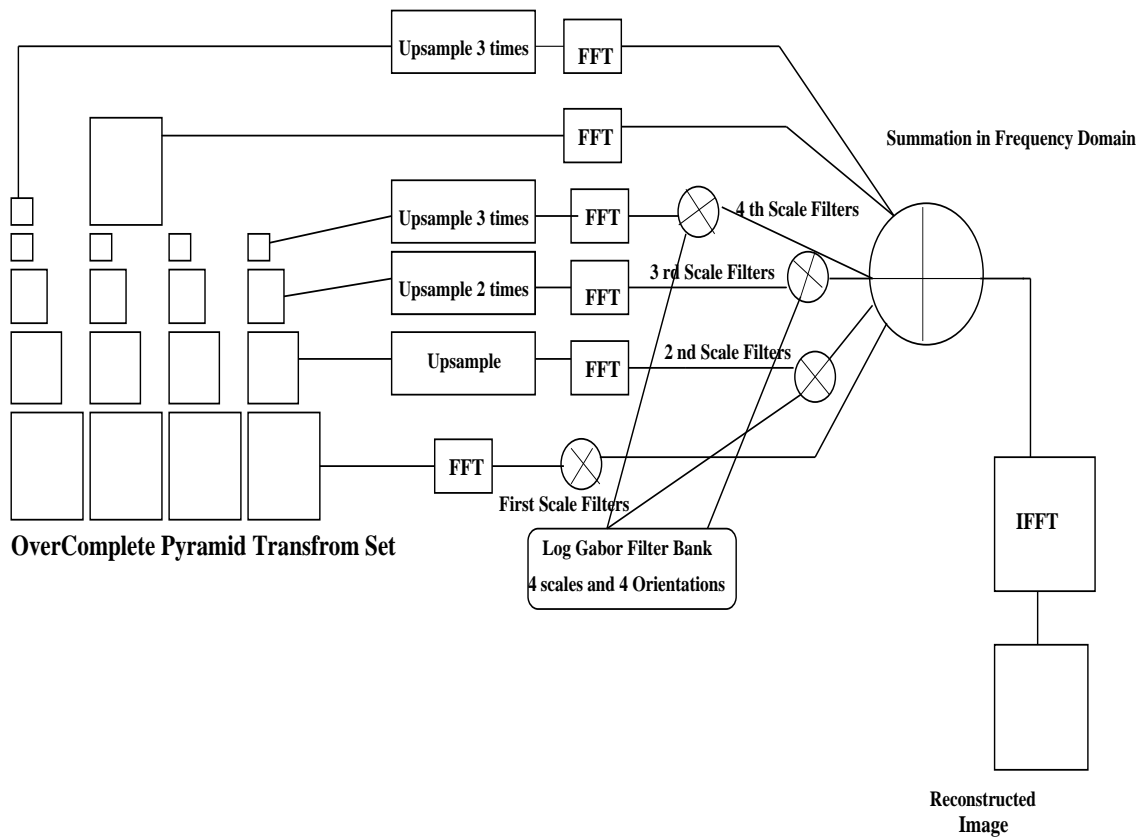 Upsample 3 times
FFT
FFT
Summation in Frequency Domain
Upsample 3 times
FFT
4 th Scale Filters
Upsample 2 times
FFT
3 rd Scale Filters
Upsample
FFT
2 nd Scale Filters
FFT
First Scale Filters
OverComplete Pyramid Transfrom Set
Log Gabor Filter Bank
4 scales and 4 Orientations
IFFT
Reconstructed
Image